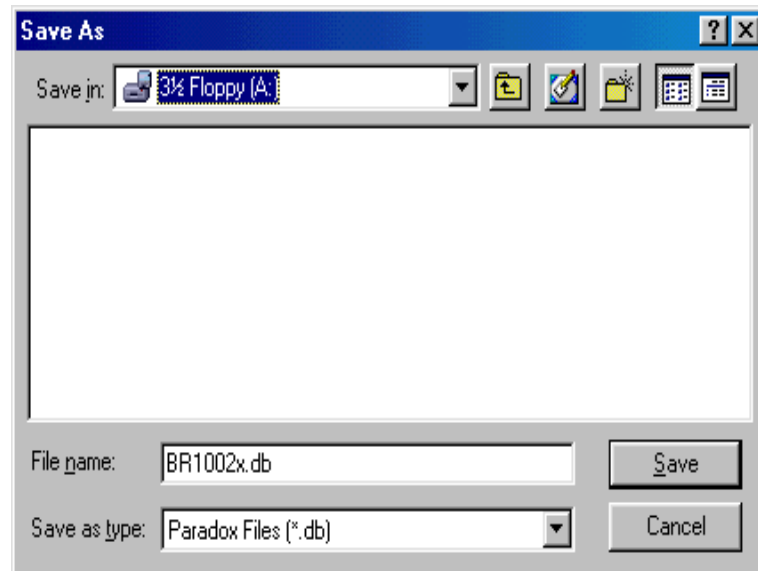 Save As
Save in: 3½ Floppy (A:
File name: BR1002x.db Save
Save as type: Paradox Files (*.db) Cancel